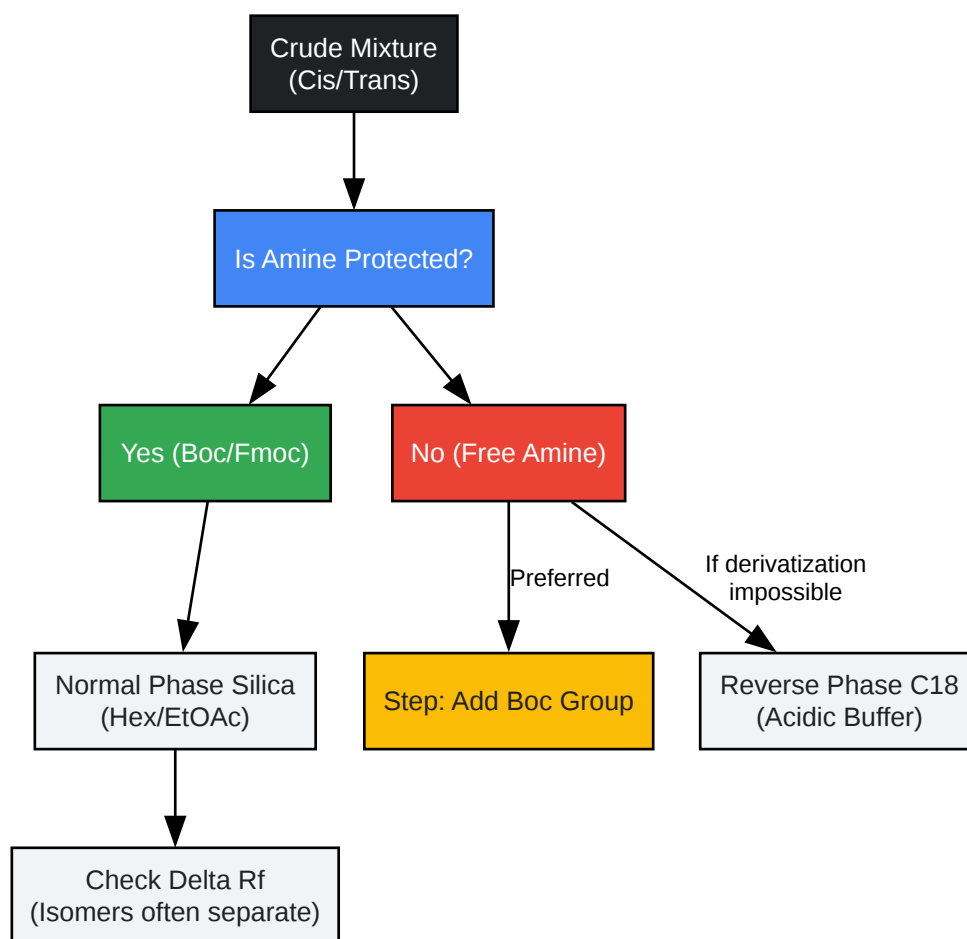 Crude Mixture
(Cis/Trans)
Is Amine Protected?
Yes (Boc/Fmoc)
No (Free Amine)
Preferred
If derivatization
impossible
Normal Phase Silica
(Hex/EtOAc)
Step: Add Boc Group
Reverse Phase C18
(Acidic Buffer)
Check Delta Rf
(Isomers often separate)